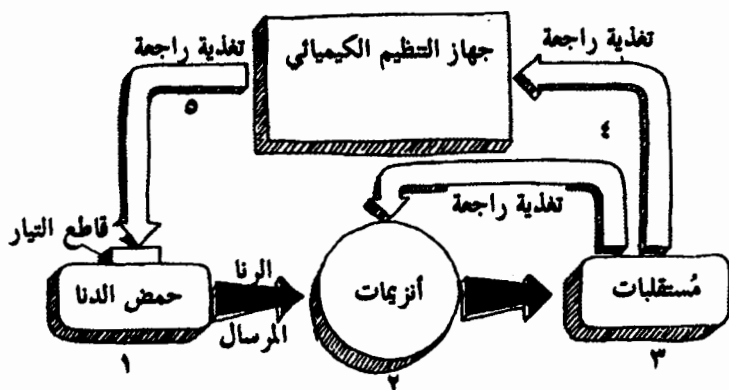 تغذية راجعة
جهاز التنظيم الكيميائي
تغذية راجعة
٥
٤
تغذية راجعة
قاطع التيار
حمض الدنا
الرنا
المرسال
أنزيمات
مُستقلبات
١
٢
٣